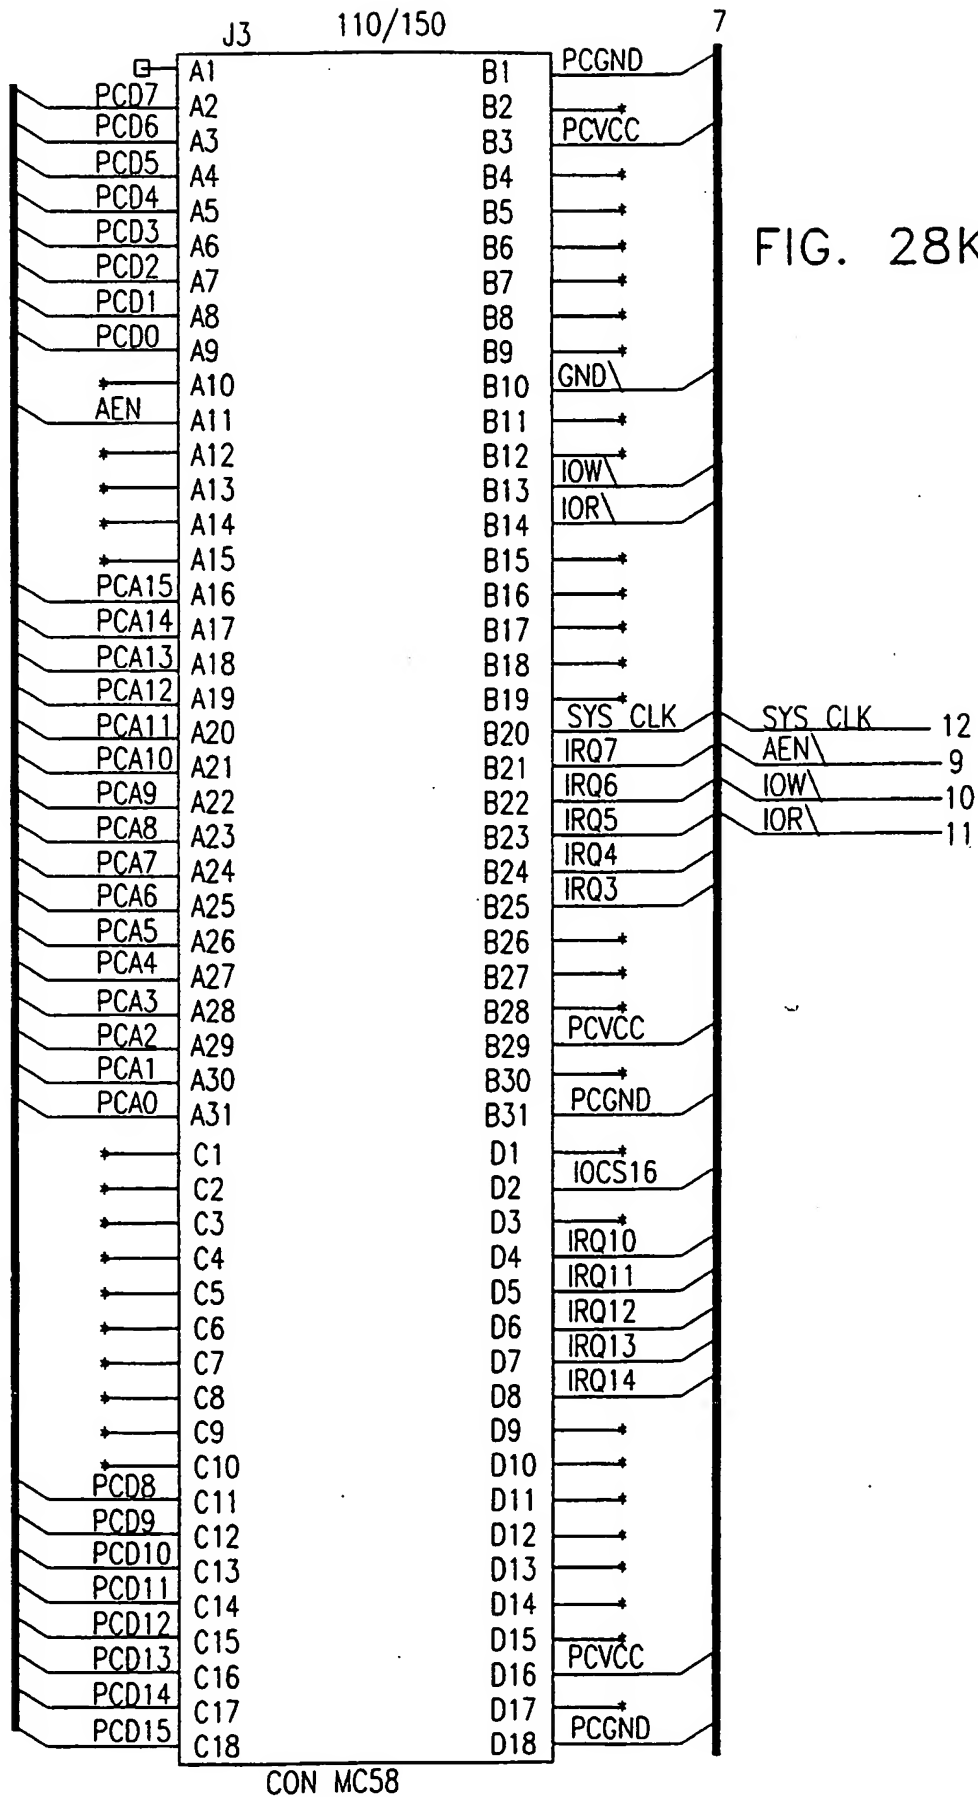 J3 110/150 7
A1 B1 PCGND
PCD7 A2 B2
PCD6 A3 B3 PCVCC
PCD5 A4 B4
PCD4 A5 B5
PCD3 A6 B6
FIG. 28K
PCD2 A7 B7
PCD1 A8 B8
PCD0 A9 B9
A10 B10 GND\
AEN A11 B11
A12 B12
A13 B13 IOW\
A14 B14 IOR\
A15 B15
PCA15 A16 B16
PCA14 A17 B17
PCA13 A18 B18
PCA12 A19 B19
PCA11 A20 B20 SYS CLK SYS CLK 12
PCA10 A21 B21 IRQ7 AEN\ 9
PCA9 A22 B22 IRQ6 IOW\ 10
PCA8 A23 B23 IRQ5 IOR\ 11
PCA7 A24 B24 IRQ4
PCA6 A25 B25 IRQ3
PCA5 A26 B26
PCA4 A27 B27
PCA3 A28 B28
PCA2 A29 B29 PCVCC
PCA1 A30 B30
PCA0 A31 B31 PCGND
C1 D1
C2 D2 IOCS16
C3 D3
C4 D4 IRQ10
C5 D5 IRQ11
C6 D6 IRQ12
C7 D7 IRQ13
C8 D8 IRQ14
C9 D9
C10 D10
PCD8 C11 D11
PCD9 C12 D12
PCD10 C13 D13
PCD11 C14 D14
PCD12 C15 D15
PCD13 C16 D16 PCVCC
PCD14 C17 D17
PCD15 C18 D18 PCGND
CON MC58